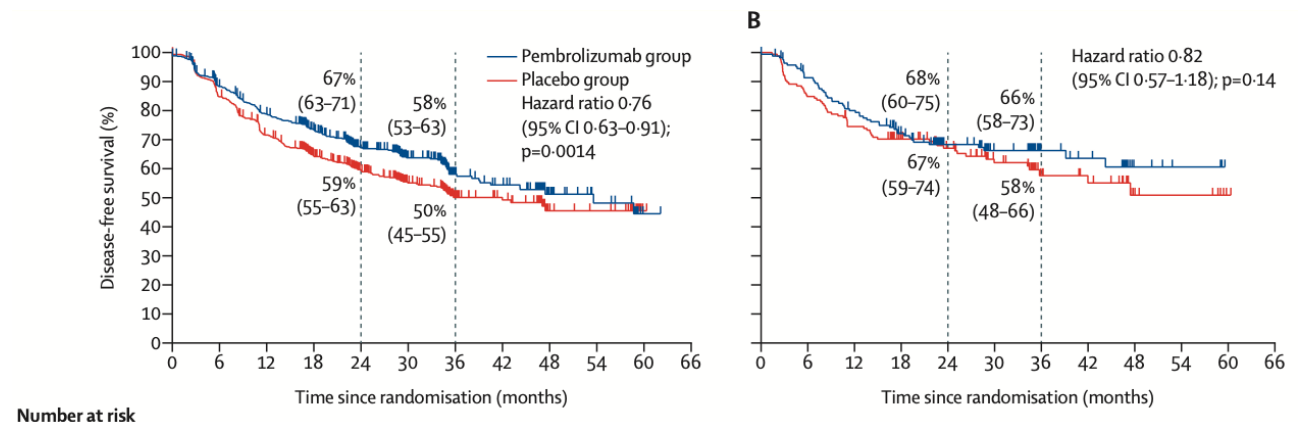 B
100
90
80
70
60
50
40
30
20
10
0
Disease-free survival (%)
Pembrolizumab group
Placebo group
Hazard ratio 0·76
(95% CI 0·63–0·91);
p=0·0014
67%
(63–71)
58%
(53–63)
59%
(55–63)
50%
(45–55)
0 6 12 18 24 30 36 42 48 54 60 66
Time since randomisation (months)
Hazard ratio 0·82
(95% CI 0·57–1·18); p=0·14
68%
(60–75)
66%
(58–73)
67%
(59–74)
58%
(48–66)
0 6 12 18 24 30 36 42 48 54 60 66
Time since randomisation (months)
Number at risk